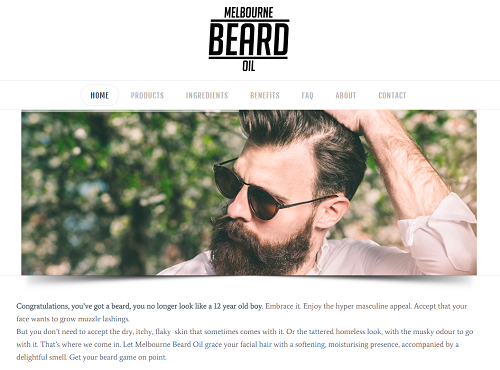 MELBOURNE
BEARD
OIL
HOME PRODUCTS INGREDIENTS BENEFITS FAQ ABOUT CONTACT
Congratulations, you've got a beard, you no longer look like a 12 year old boy. Embrace it. Enjoy the hyper masculine appeal. Accept that your
face wants to grow muzzle lashings.
But you don't need to accept the dry, itchy, flaky skin that sometimes comes with it. Or the tattered homeless look, with the musky odour to go
with it. That's where we come in. Let Melbourne Beard Oil grace your facial hair with a softening, moisturising presence, accompanied by a
delightful smell. Get your beard game on point.